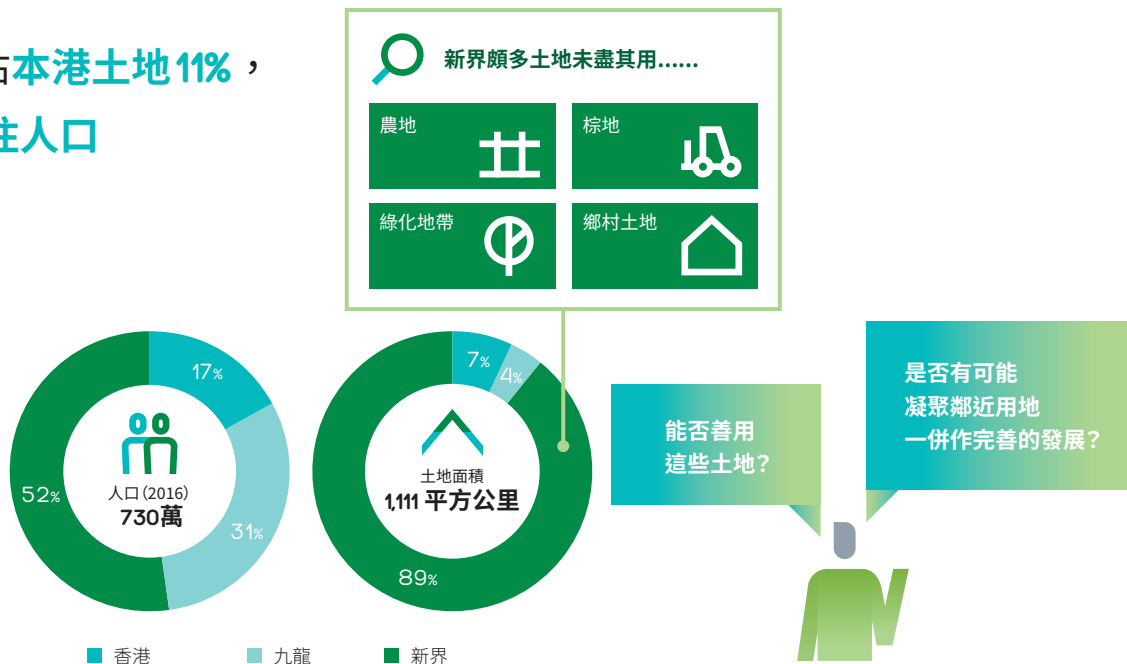 本港土地11%，
人口
新界頗多土地未盡其用......
農地
棕地
綠化地帶
鄉村土地
17%
52%
31%
人口(2016)
730萬
7%
4%
89%
土地面積
1,111 平方公里
能否善用
這些土地?
是否有可能
凝聚鄰近用地
一併作完善的發展?
香港
九龍
新界